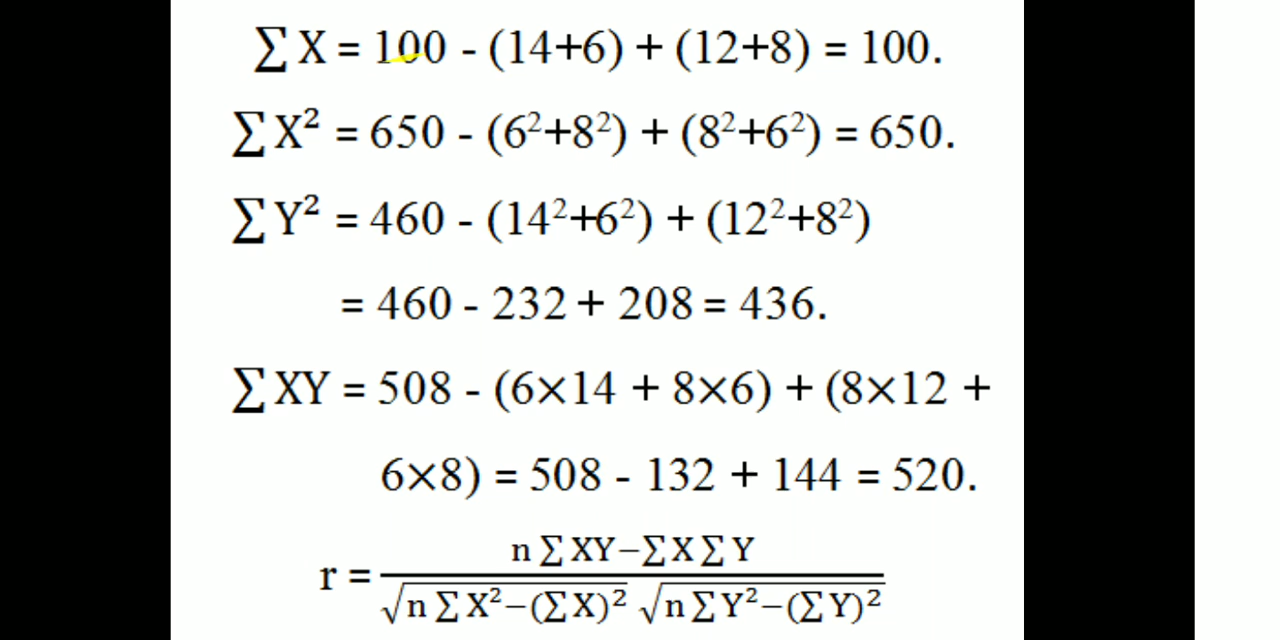 ∑ X = 100 - (14+6) + (12+8) = 100.
∑ X² = 650 - (6²+8²) + (8²+6²) = 650.
∑ Y² = 460 - (14²+6²) + (12²+8²)
= 460 - 232 + 208 = 436.
∑ XY = 508 - (6×14 + 8×6) + (8×12 +
6×8) = 508 - 132 + 144 = 520.
r = n ∑ XY−∑ X ∑ Y / √n ∑ X²−(∑ X)² √n ∑ Y²−(∑ Y)²